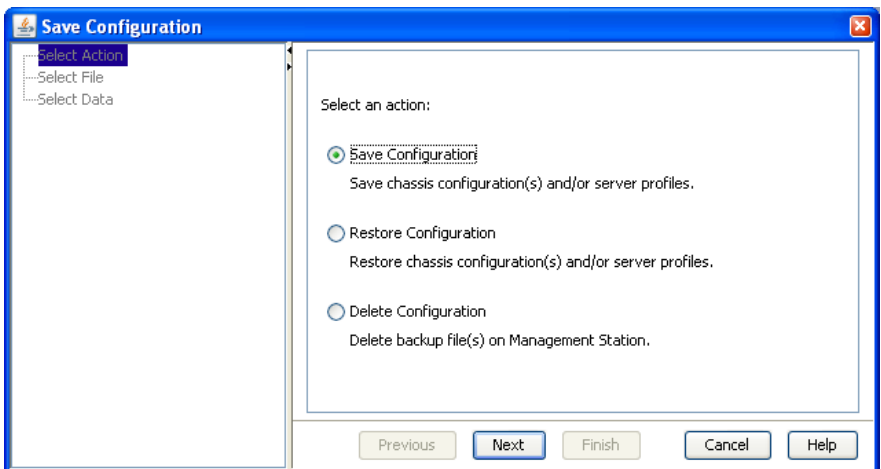 Save Configuration
Select Action
Select File
Select Data
Select an action:
Save Configuration
Save chassis configuration(s) and/or server profiles.
Restore Configuration
Restore chassis configuration(s) and/or server profiles.
Delete Configuration
Delete backup file(s) on Management Station.
Previous Next Finish Cancel Help